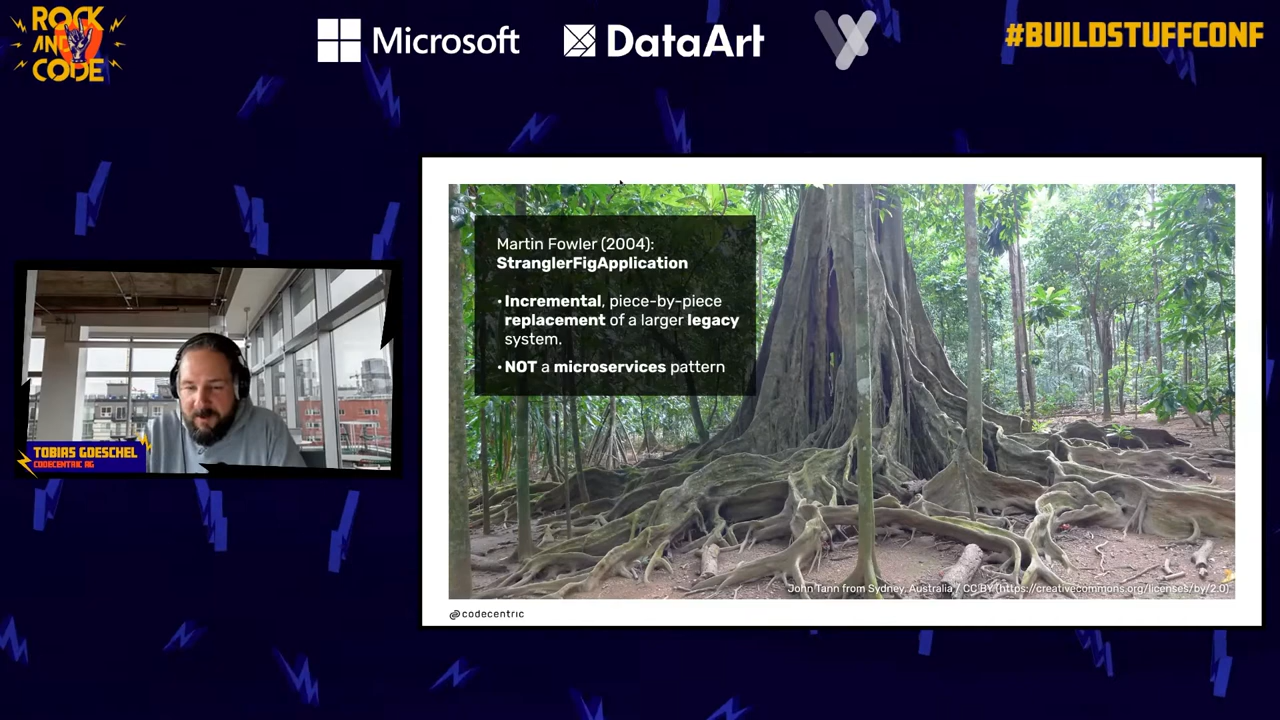 ROCK
AND
CODE
Microsoft
DataArt
#BUILDSTUFFCONF
Martin Fowler (2004):
StranglerFigApplication
• Incremental, piece-by-piece
replacement of a larger legacy
system.
• NOT a microservices pattern
TOBIAS GOESCHEL
CODECENTRIC AG
John Tann from Sydney, Australia / CC BY (https://creativecommons.org/licenses/by/2.0)
codecentric